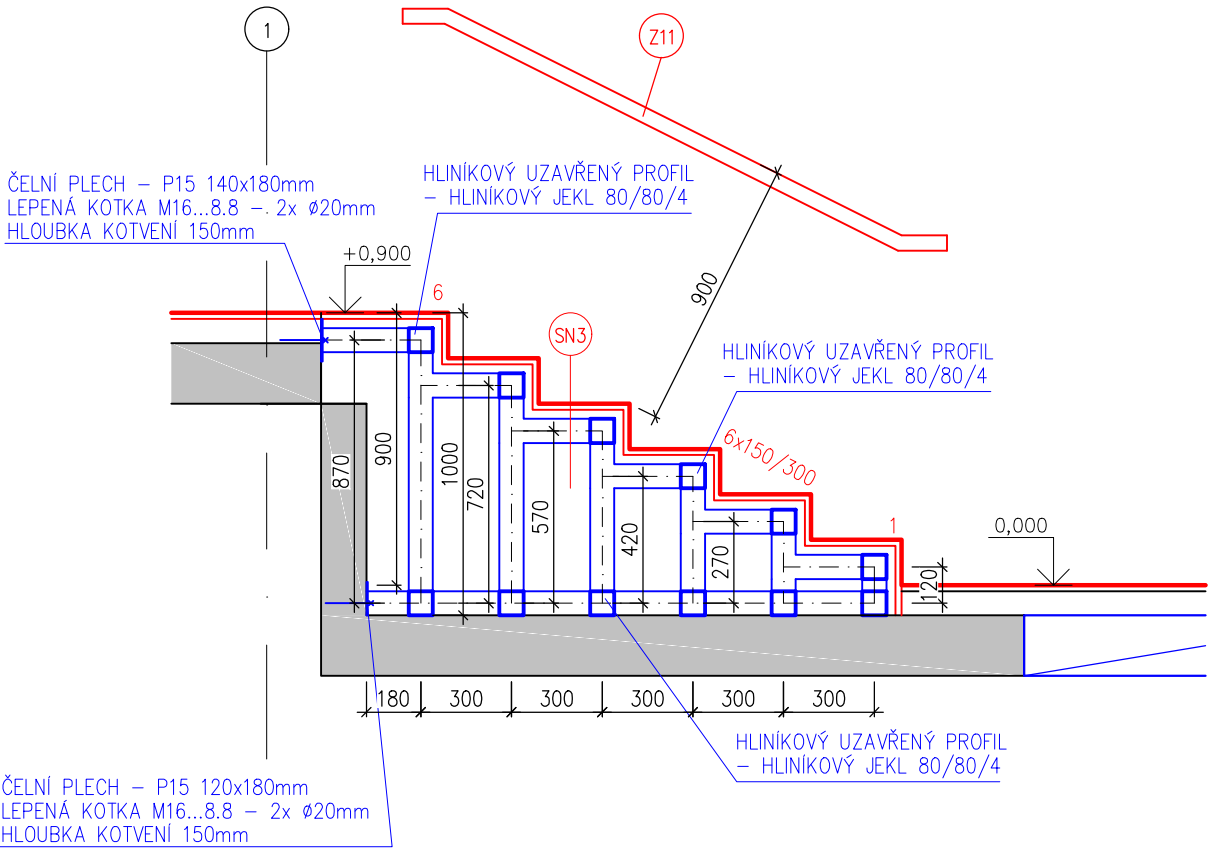 1
Z11
ČELNÍ PLECH – P15 140x180mm
LEPENÁ KOTKA M16...8.8 – 2x ø20mm
HLOUBKA KOTVENÍ 150mm
HLINÍKOVÝ UZAVŘENÝ PROFIL
– HLINÍKOVÝ JEKL 80/80/4
+0,900
6
900
SN3
HLINÍKOVÝ UZAVŘENÝ PROFIL
– HLINÍKOVÝ JEKL 80/80/4
6x150/300
870
900
1000
720
570
420
270
1
0,000
120
180
300
300
300
300
300
HLINÍKOVÝ UZAVŘENÝ PROFIL
– HLINÍKOVÝ JEKL 80/80/4
ČELNÍ PLECH – P15 120x180mm
LEPENÁ KOTKA M16...8.8 – 2x ø20mm
HLOUBKA KOTVENÍ 150mm